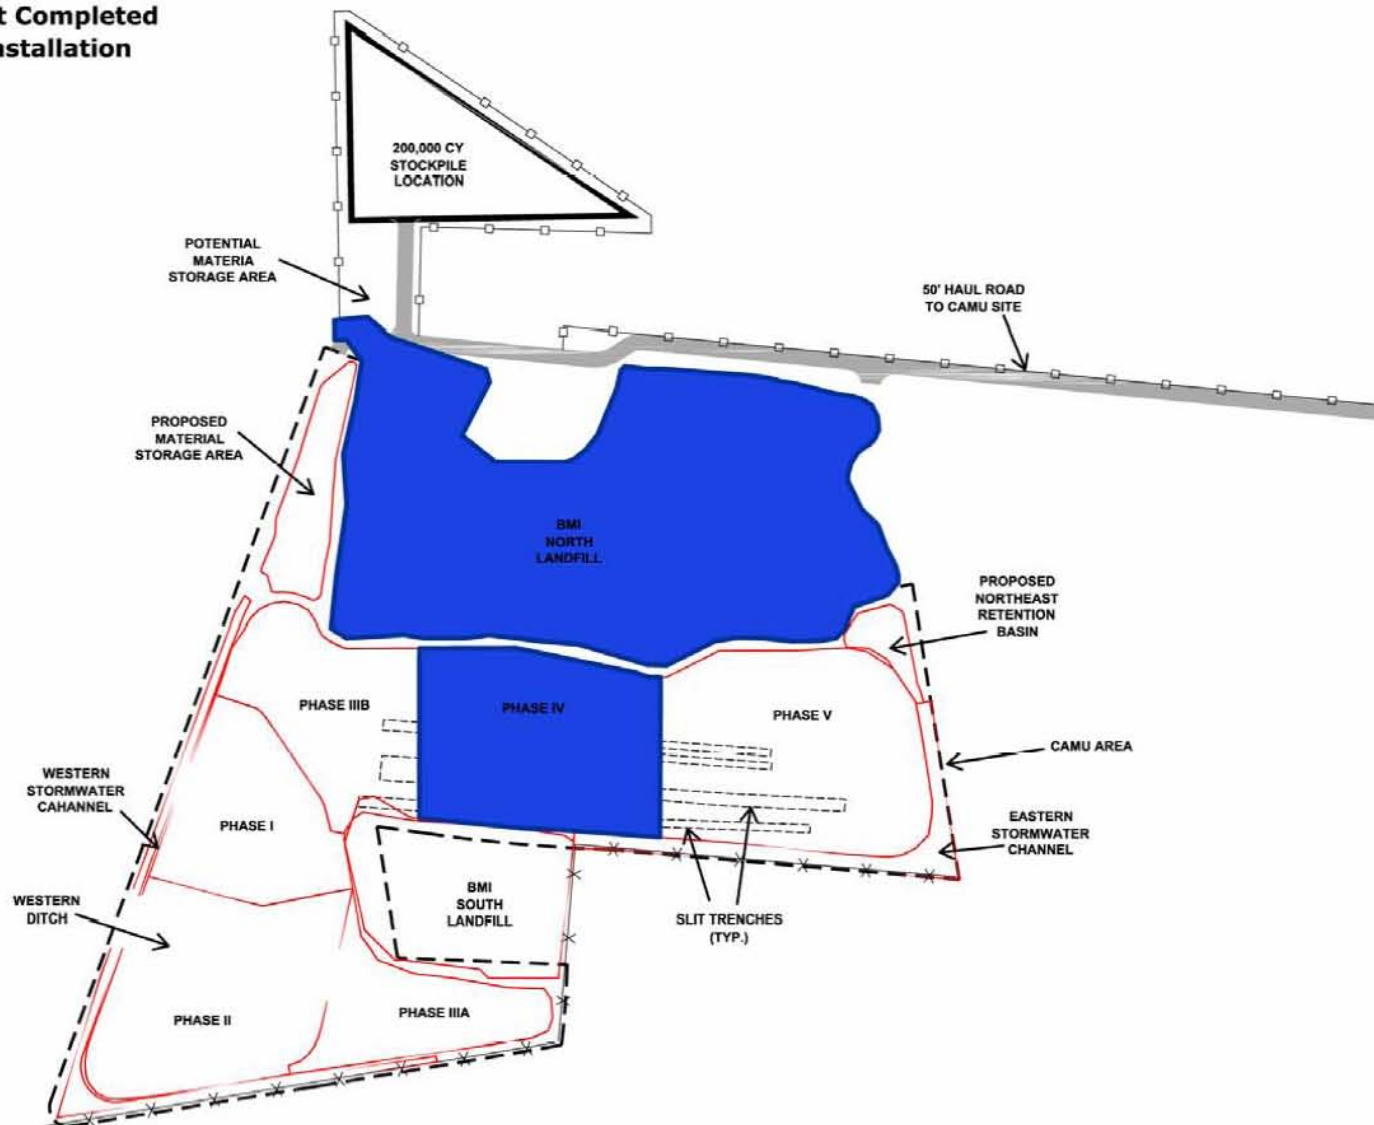 t Completed
nstallation
200,000 CY
STOCKPILE
LOCATION
POTENTIAL
MATERIA
STORAGE AREA
50' HAUL ROAD
TO CAMU SITE
PROPOSED
MATERIAL
STORAGE AREA
BMI
NORTH
LANDFILL
PROPOSED
NORTHEAST
RETENTION
BASIN
PHASE IIIB
PHASE IV
PHASE V
CAMU AREA
WESTERN
STORMWATER
CAHANNEL
PHASE I
EASTERN
STORMWATER
CHANNEL
BMI
SOUTH
LANDFILL
WESTERN
DITCH
SLIT TRENCHES
(TYP.)
PHASE II
PHASE IIIA